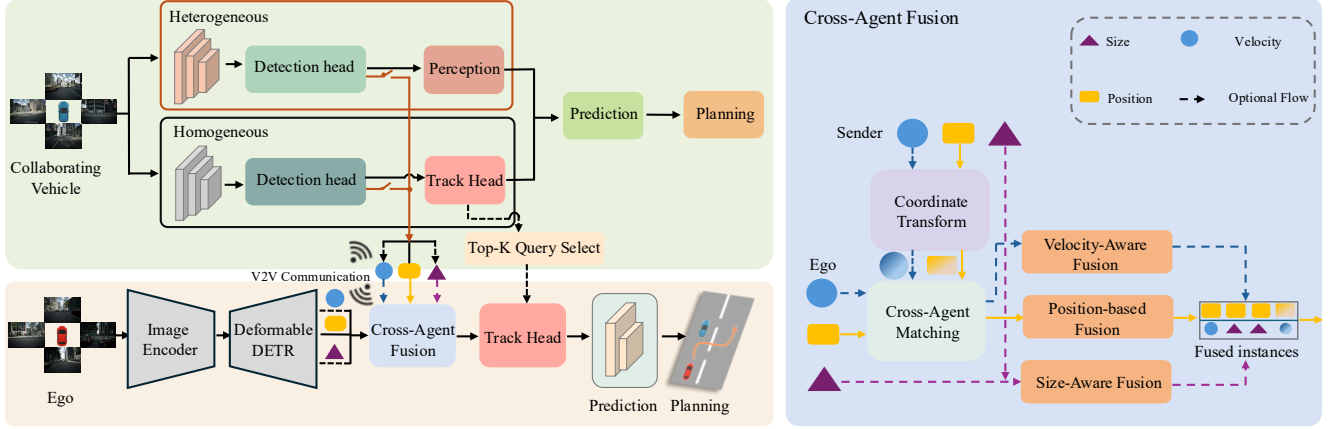 Heterogeneous
Detection head
Perception
Homogeneous
Detection head
Track Head
Collaborating
Vehicle
Prediction
Planning
Top-K Query Select
V2V Communication
Image
Encoder
Deformable
DETR
Cross-Agent
Fusion
Track Head
Ego
Prediction
Planning
Cross-Agent Fusion
Size
Velocity
Position
Optional Flow
Sender
Coordinate
Transform
Ego
Cross-Agent
Matching
Velocity-Aware
Fusion
Position-based
Fusion
Size-Aware Fusion
Fused instances